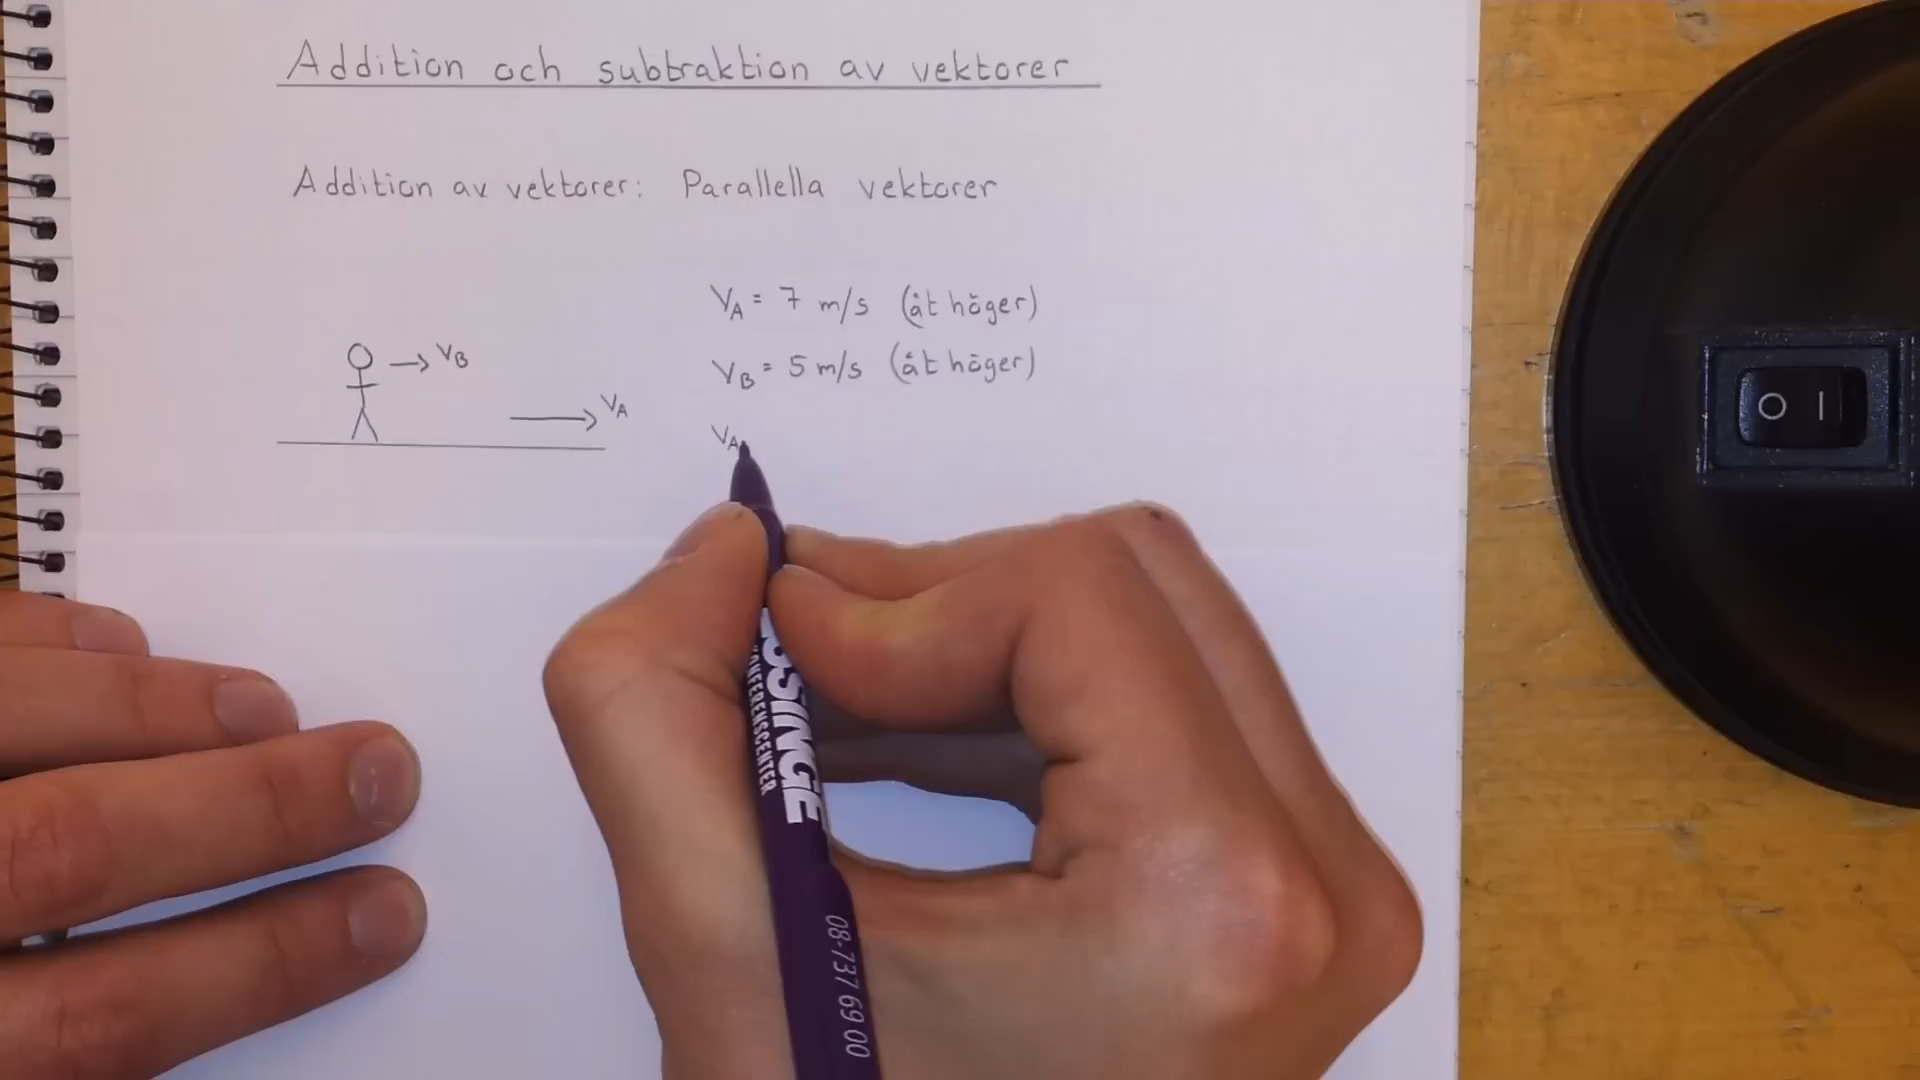 Addition och subtraktion av vektorer
Addition av vektorer: Parallella vektorer
V_A = 7 m/s (åt höger)
V_B
V_B = 5 m/s (åt höger)
V_A
V_A
KONFERENSCENTER
08-737 69 00
O I